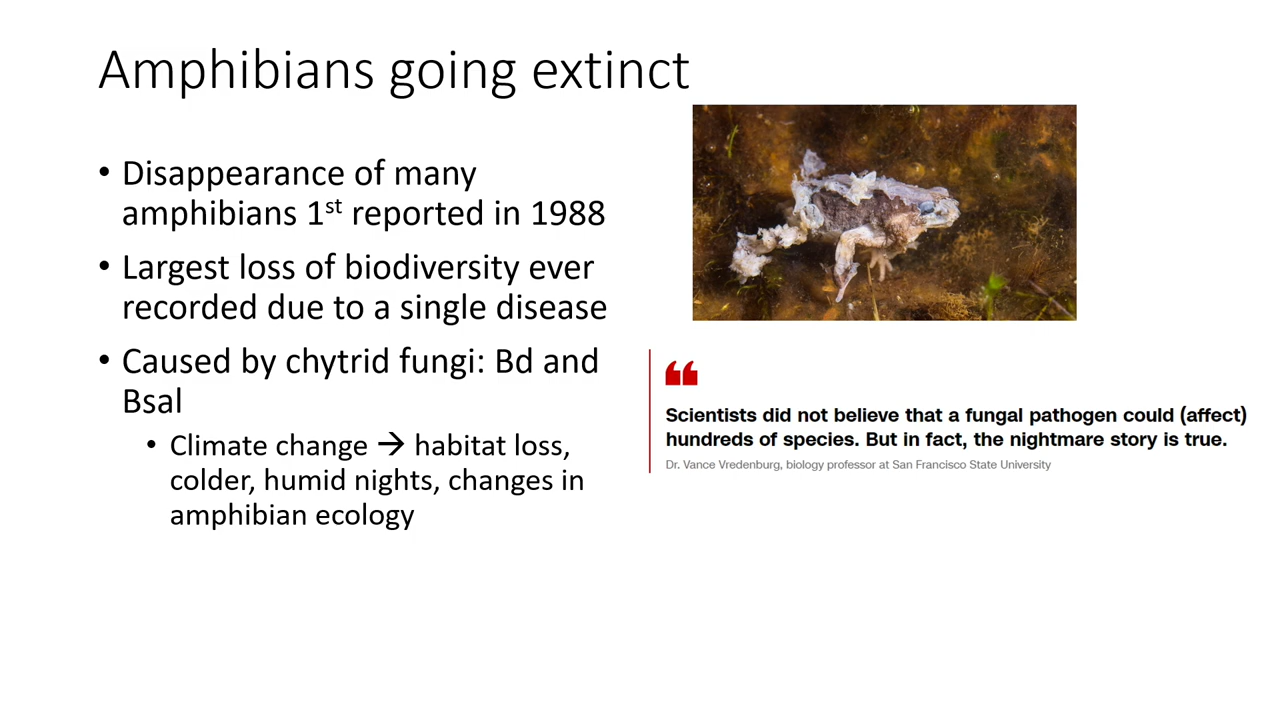 Amphibians going extinct
• Disappearance of many
amphibians 1st reported in 1988
• Largest loss of biodiversity ever
recorded due to a single disease
• Caused by chytrid fungi: Bd and
Bsal
• Climate change → habitat loss,
colder, humid nights, changes in
amphibian ecology
❝
Scientists did not believe that a fungal pathogen could (affect)
hundreds of species. But in fact, the nightmare story is true.
Dr. Vance Vredenburg, biology professor at San Francisco State University